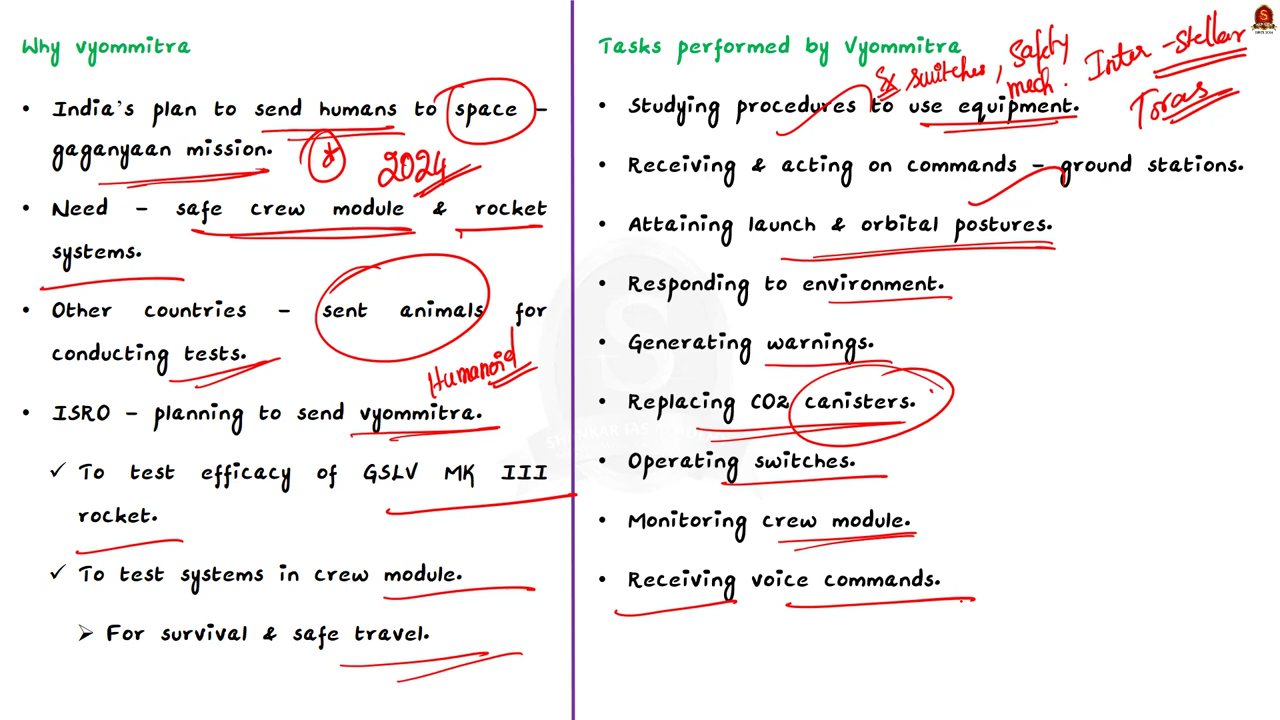 Why vyommitra
• India's plan to send humans to space –
gaganyaan mission.
2024
• Need – safe crew module & rocket
systems.
• Other countries – sent animals for
conducting tests.
Humanoid
• ISRO – planning to send vyommitra.
✓ To test efficacy of GSLV MK III
rocket.
✓ To test systems in crew module.
➢ For survival & safe travel.
Tasks performed by Vyommitra
switches, Safety
mech.
Inter-stellar
Toras
• Studying procedures to use equipment.
• Receiving & acting on commands – ground stations.
• Attaining launch & orbital postures.
• Responding to environment.
• Generating warnings.
• Replacing CO2 canisters.
• Operating switches.
• Monitoring crew module.
• Receiving voice commands.